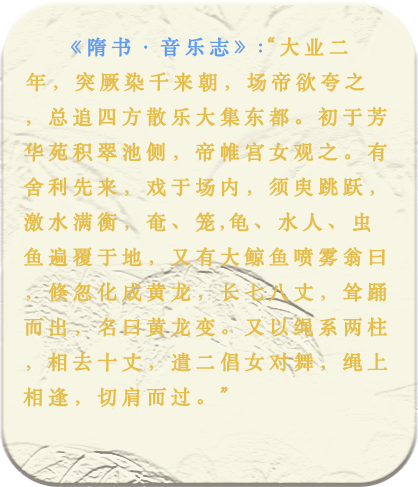 《隋书·音乐志》:“大业二
年，突厥染千来朝，场帝欲夸之
，总追四方散乐大集东都。初于芳
华苑积翠池侧，帝帷宫女观之。有
舍利先来，戏于场内，须臾跳跃，
激水满衢，鼋、笼,龟、水人、虫
鱼遍覆于地，又有大鲸鱼喷雾翁曰
，倏忽化成黄龙，长七八丈，耸踊
而出，名曰黄龙变。又以绳系两柱
，相去十丈，遣二倡女对舞，绳上
相逢，切肩而过。”